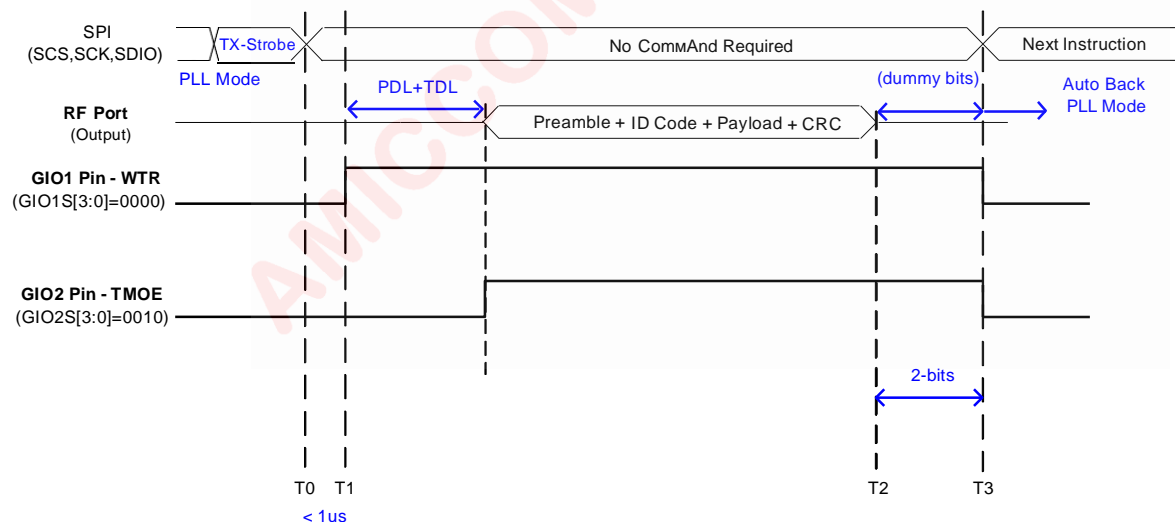 SPI
(SCS,SCK,SDIO)
TX-Strobe
No ComMAnd Required
Next Instruction
PLL Mode
PDL+TDL
(dummy bits)
Auto Back
PLL Mode
RF Port
(Output)
Preamble + ID Code + Payload + CRC
GIO1 Pin - WTR
(GIO1S[3:0]=0000)
GIO2 Pin - TMOE
(GIO2S[3:0]=0010)
2-bits
T0 T1 T2 T3
< 1us
AMICCOM